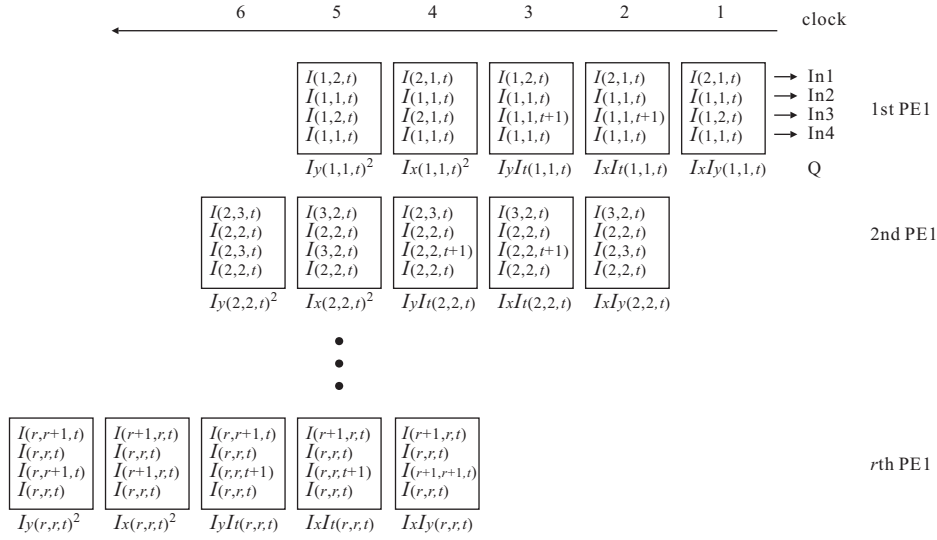 6 5 4 3 2 1 clock
I(1,2,t) I(2,1,t) I(1,2,t) I(2,1,t) I(2,1,t) In1
I(1,1,t) I(1,1,t) I(1,1,t) I(1,1,t) I(1,1,t) In2
I(1,2,t) I(2,1,t) I(1,1,t+1) I(1,1,t+1) I(1,2,t) In3
I(1,1,t) I(1,1,t) I(1,1,t) I(1,1,t) I(1,1,t) In4
1st PE1
Iy(1,1,t)² Ix(1,1,t)² IyIt(1,1,t) IxIt(1,1,t) IxIy(1,1,t) Q
I(2,3,t) I(3,2,t) I(2,3,t) I(3,2,t) I(3,2,t)
I(2,2,t) I(2,2,t) I(2,2,t) I(2,2,t) I(2,2,t)
I(2,3,t) I(3,2,t) I(2,2,t+1) I(2,2,t+1) I(2,3,t)
I(2,2,t) I(2,2,t) I(2,2,t) I(2,2,t) I(2,2,t)
2nd PE1
Iy(2,2,t)² Ix(2,2,t)² IyIt(2,2,t) IxIt(2,2,t) IxIy(2,2,t)
I(r,r+1,t) I(r+1,r,t) I(r,r+1,t) I(r+1,r,t) I(r+1,r,t)
I(r,r,t) I(r,r,t) I(r,r,t) I(r,r,t) I(r,r,t)
I(r,r+1,t) I(r+1,r,t) I(r,r,t+1) I(r,r,t+1) I(r+1,r+1,t)
I(r,r,t) I(r,r,t) I(r,r,t) I(r,r,t) I(r,r,t)
rth PE1
Iy(r,r,t)² Ix(r,r,t)² IyIt(r,r,t) IxIt(r,r,t) IxIy(r,r,t)